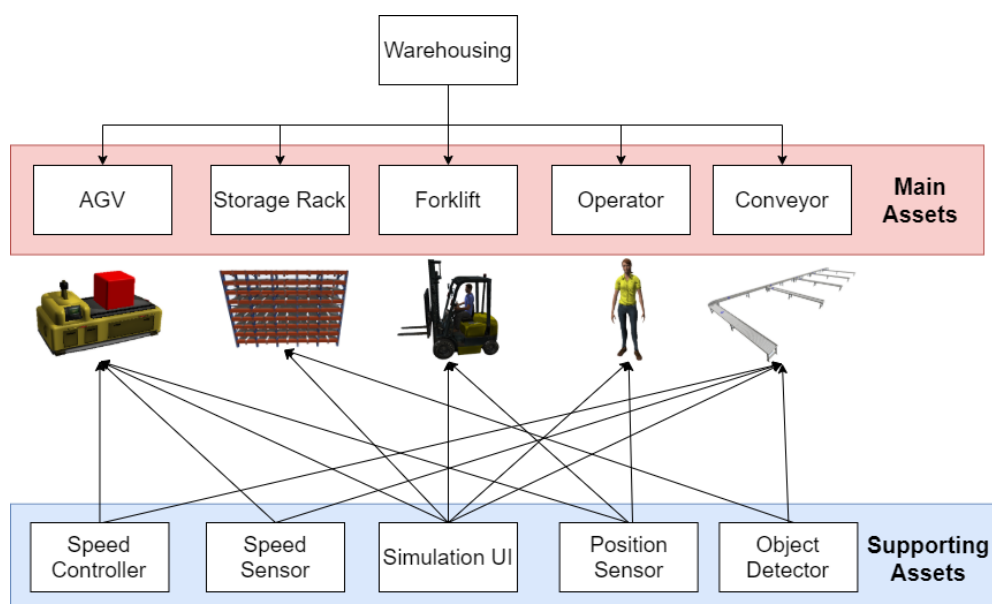 Warehousing
AGV
Storage Rack
Forklift
Operator
Conveyor
Main
Assets
Speed
Controller
Speed
Sensor
Simulation UI
Position
Sensor
Object
Detector
Supporting
Assets